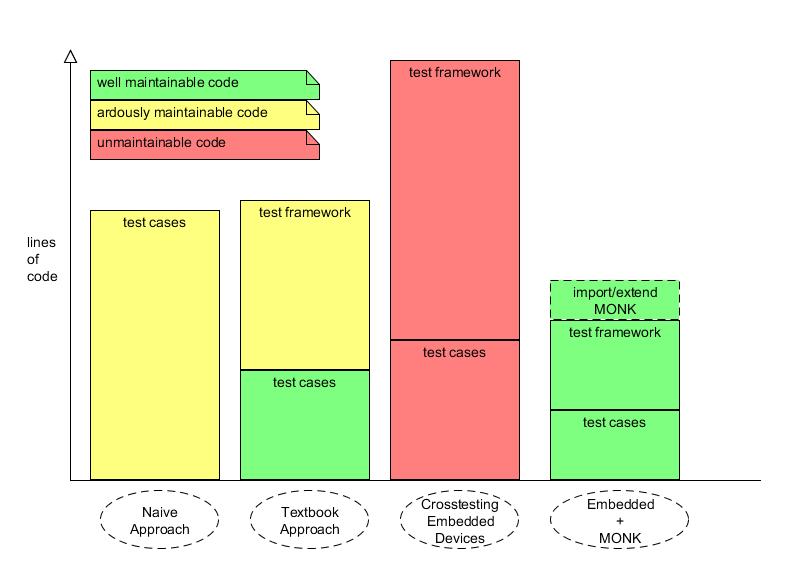 well maintainable code
ardously maintainable code
unmaintainable code
lines
of
code
test cases
test framework
test cases
test framework
test cases
import/extend
MONK
test framework
test cases
Naive
Approach
Textbook
Approach
Crosstesting
Embedded
Devices
Embedded
+
MONK